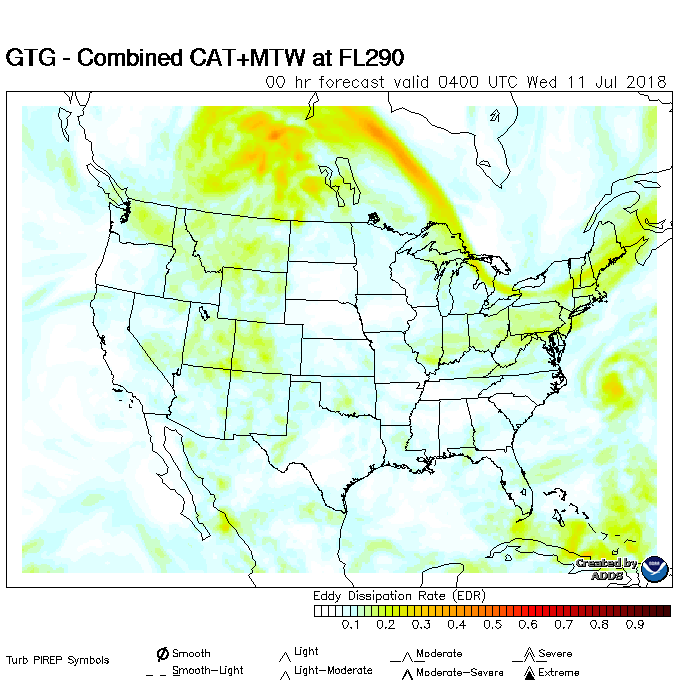 GTG - Combined CAT+MTW at FL290
00 hr forecast valid 0400 UTC Wed 11 Jul 2018
Created by
ADDS
Eddy Dissipation Rate (EDR)
0.1 0.2 0.3 0.4 0.5 0.6 0.7 0.8 0.9
Turb PIREP Symbols
Smooth Light Moderate Severe
Smooth-Light Light-Moderate Moderate-Severe Extreme